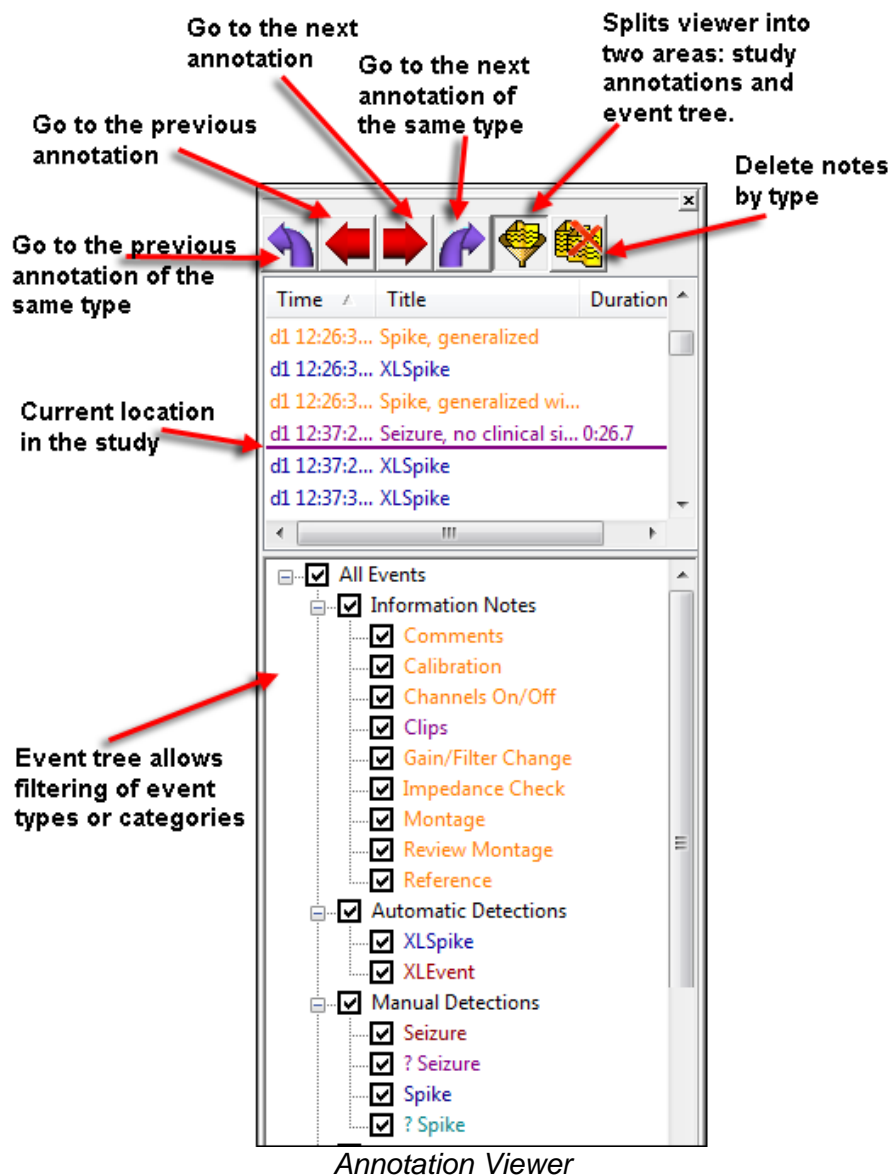 Go to the next
annotation
Go to the next
annotation of
the same type
Splits viewer into
two areas: study
annotations and
event tree.
Go to the previous
annotation
Delete notes
by type
Go to the previous
annotation of the
same type
Time Title Duration
d1 12:26:3... Spike, generalized
d1 12:26:3... XLSpike
d1 12:26:3... Spike, generalized wi...
d1 12:37:2... Seizure, no clinical si... 0:26.7
d1 12:37:2... XLSpike
d1 12:37:3... XLSpike
Current location
in the study
All Events
Information Notes
Comments
Calibration
Channels On/Off
Clips
Gain/Filter Change
Impedance Check
Montage
Review Montage
Reference
Automatic Detections
XLSpike
XLEvent
Manual Detections
Seizure
? Seizure
Spike
? Spike
Event tree allows
filtering of event
types or categories
Annotation Viewer